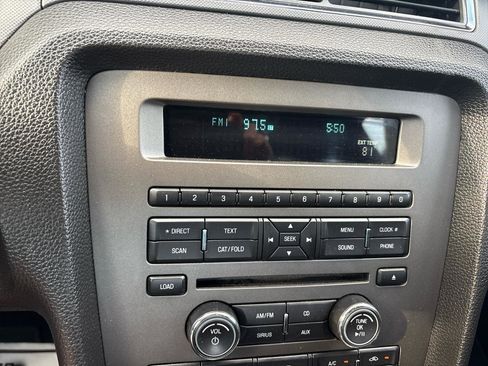 FM1 97.5 5:50
EXT TEMP
81
1 2 3 4 5 6 7 8 9 0
* DIRECT TEXT MENU CLOCK #
SEEK
SCAN CAT/FOLD SOUND PHONE
LOAD
AM/FM CD
VOL TUNE
OK
SIRIUS AUX
A/C